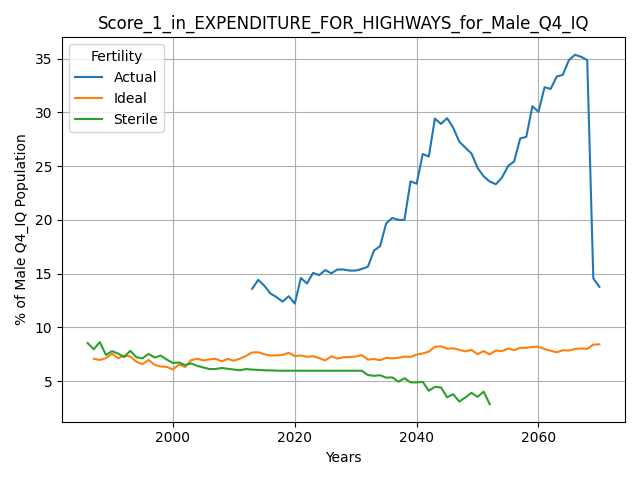 Score_1_in_EXPENDITURE_FOR_HIGHWAYS_for_Male_Q4_IQ
Fertility
Actual
Ideal
Sterile
% of Male Q4_IQ Population
35
30
25
20
15
10
5
2000 2020 2040 2060
Years